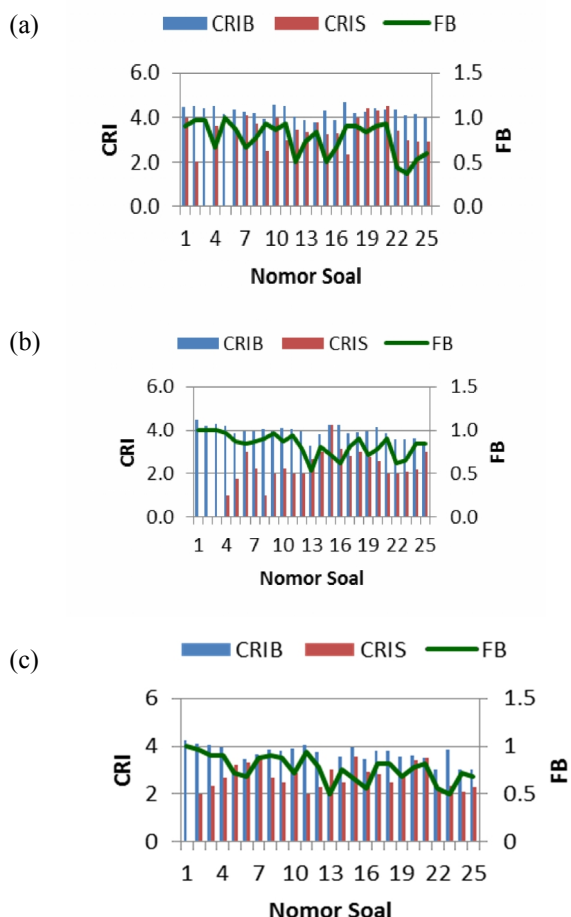 (a)
CRIB CRIS FB
6.0 1.5
4.0 1.0
2.0 0.5
0.0 0.0
CRI
FB
1 4 7 10 13 16 19 22 25
Nomor Soal
(b)
CRIB CRIS FB
6.0 1.5
4.0 1.0
2.0 0.5
0.0 0.0
CRI
FB
1 4 7 10 13 16 19 22 25
Nomor Soal
(c)
CRIB CRIS FB
6 1.5
4 1
2 0.5
0 0
CRI
FB
1 4 7 10 13 16 19 22 25
Nomor Soal